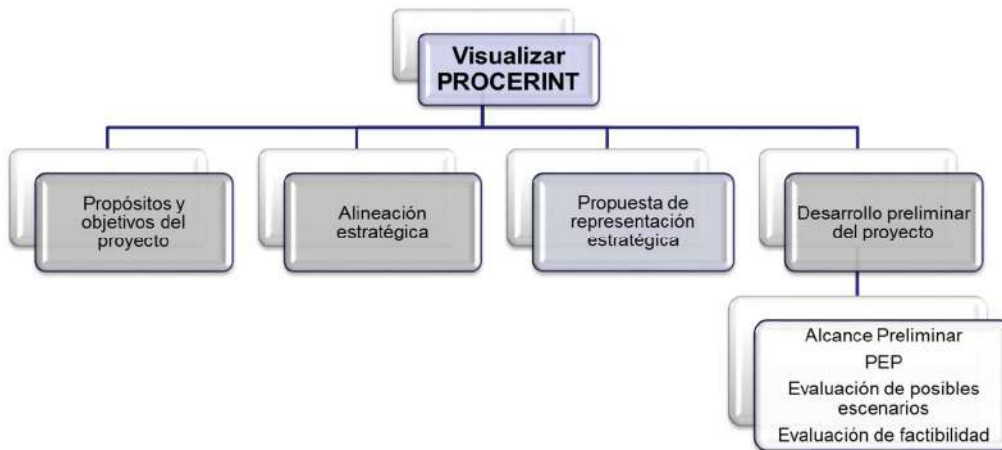 Visualizar
PROCERINT
Propósitos y
objetivos del
proyecto
Alineación
estratégica
Propuesta de
representación
estratégica
Desarrollo preliminar
del proyecto
Alcance Preliminar
PEP
Evaluación de posibles
escenarios
Evaluación de factibilidad